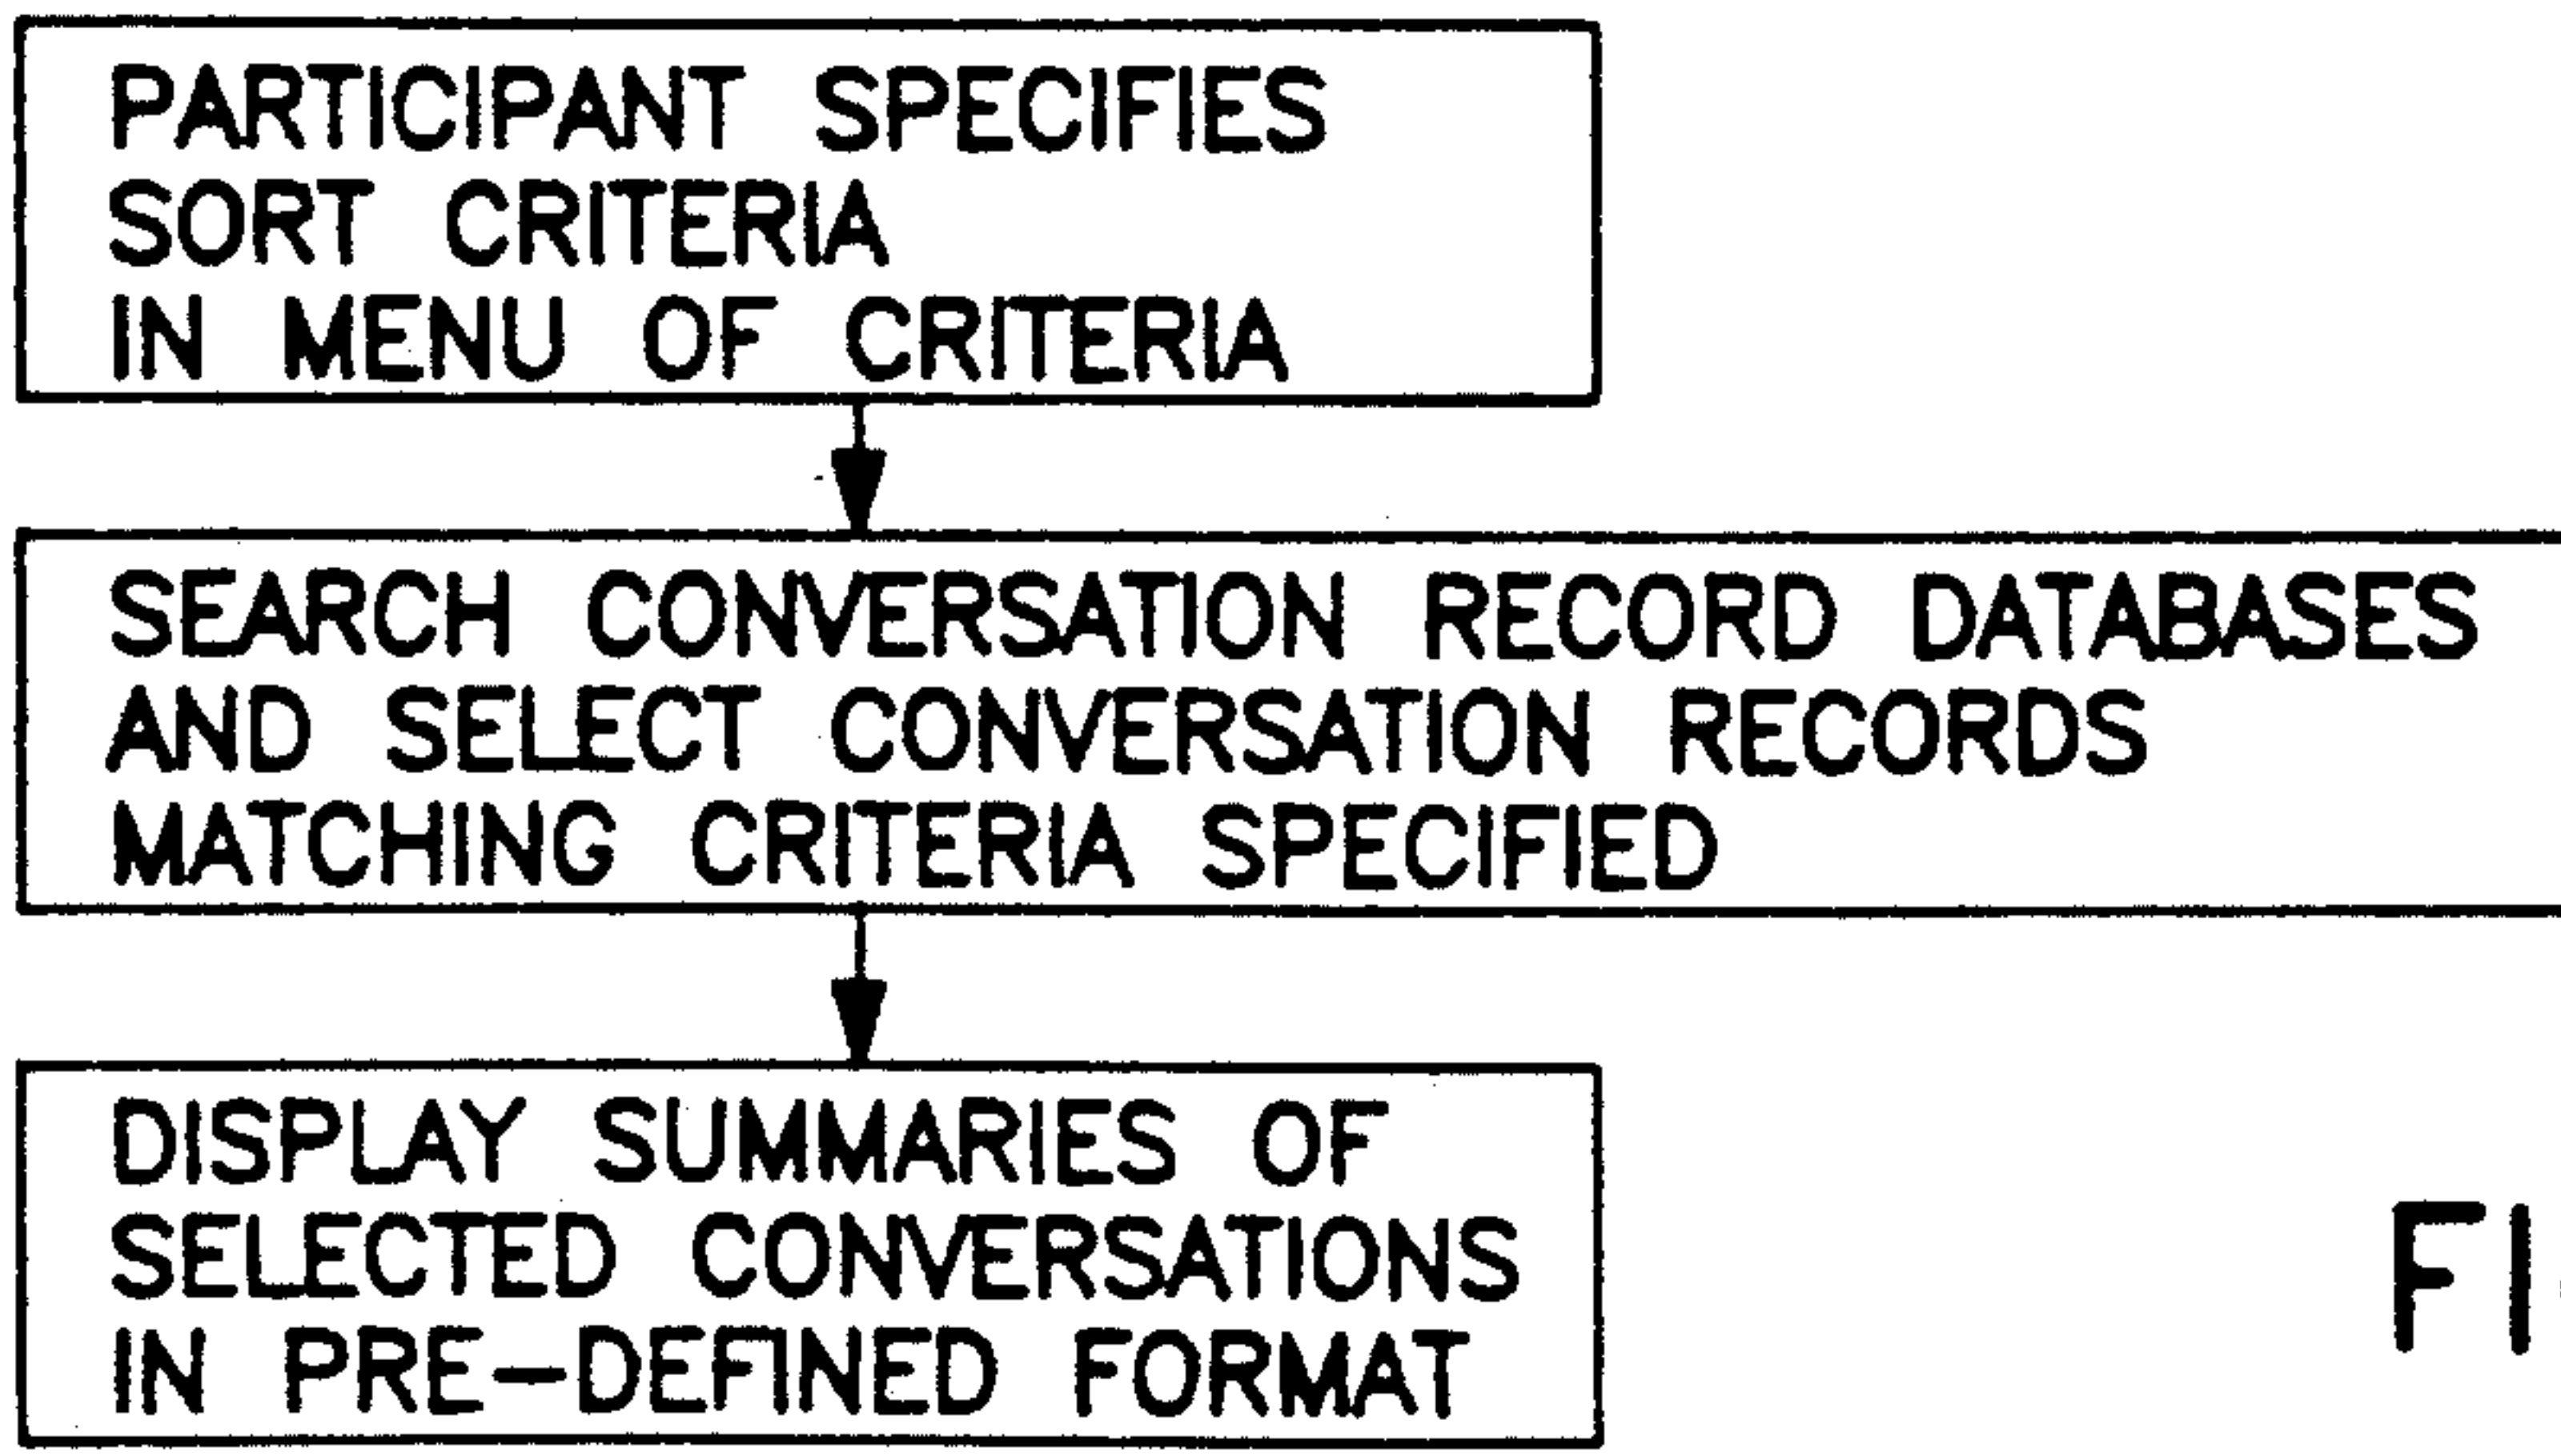 PARTICIPANT SPECIFIES
SORT CRITERIA
IN MENU OF CRITERIA
SEARCH CONVERSATION RECORD DATABASES
AND SELECT CONVERSATION RECORDS
MATCHING CRITERIA SPECIFIED
DISPLAY SUMMARIES OF
SELECTED CONVERSATIONS
IN PRE-DEFINED FORMAT